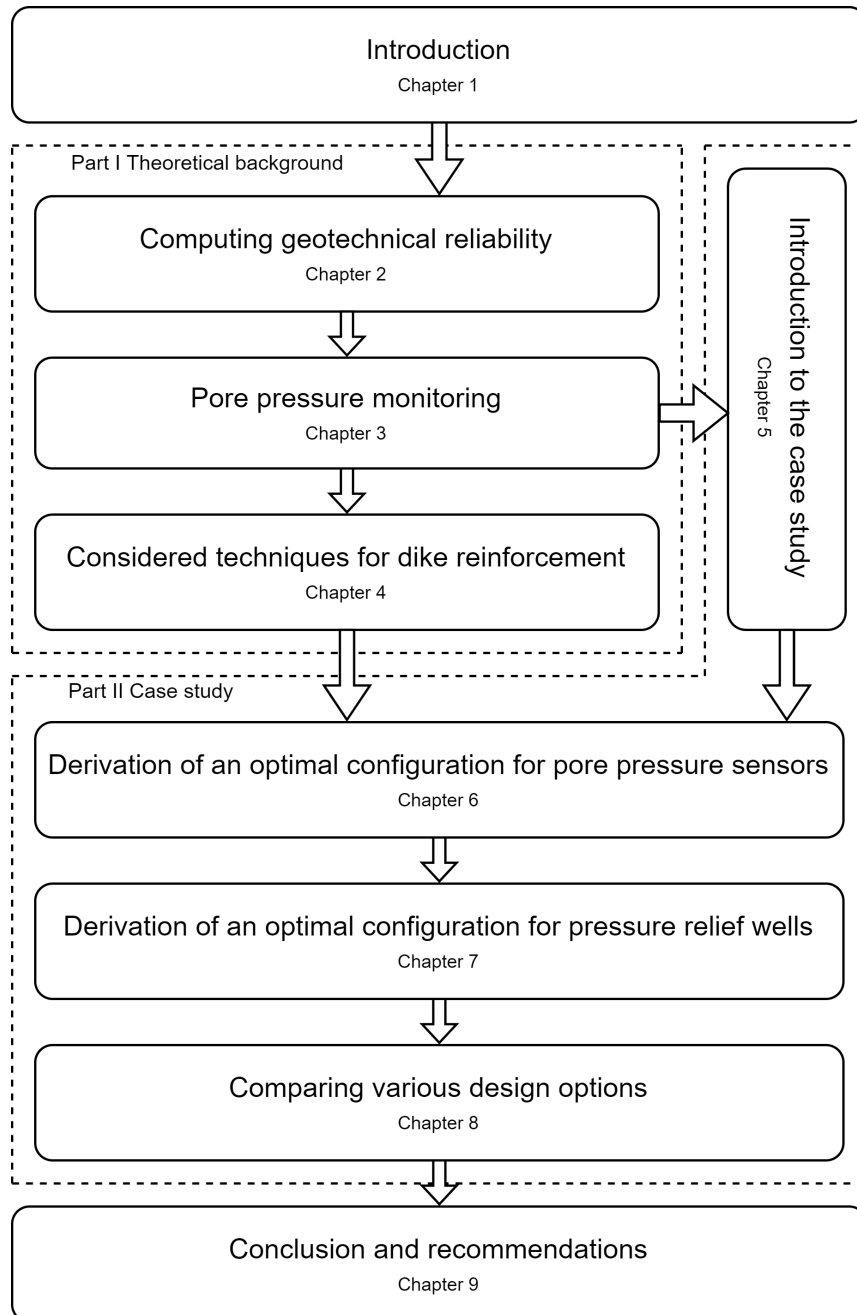 Introduction
Chapter 1
Part I Theoretical background
Computing geotechnical reliability
Chapter 2
Pore pressure monitoring
Chapter 3
Considered techniques for dike reinforcement
Chapter 4
Introduction to the case study
Chapter 5
Part II Case study
Derivation of an optimal configuration for pore pressure sensors
Chapter 6
Derivation of an optimal configuration for pressure relief wells
Chapter 7
Comparing various design options
Chapter 8
Conclusion and recommendations
Chapter 9